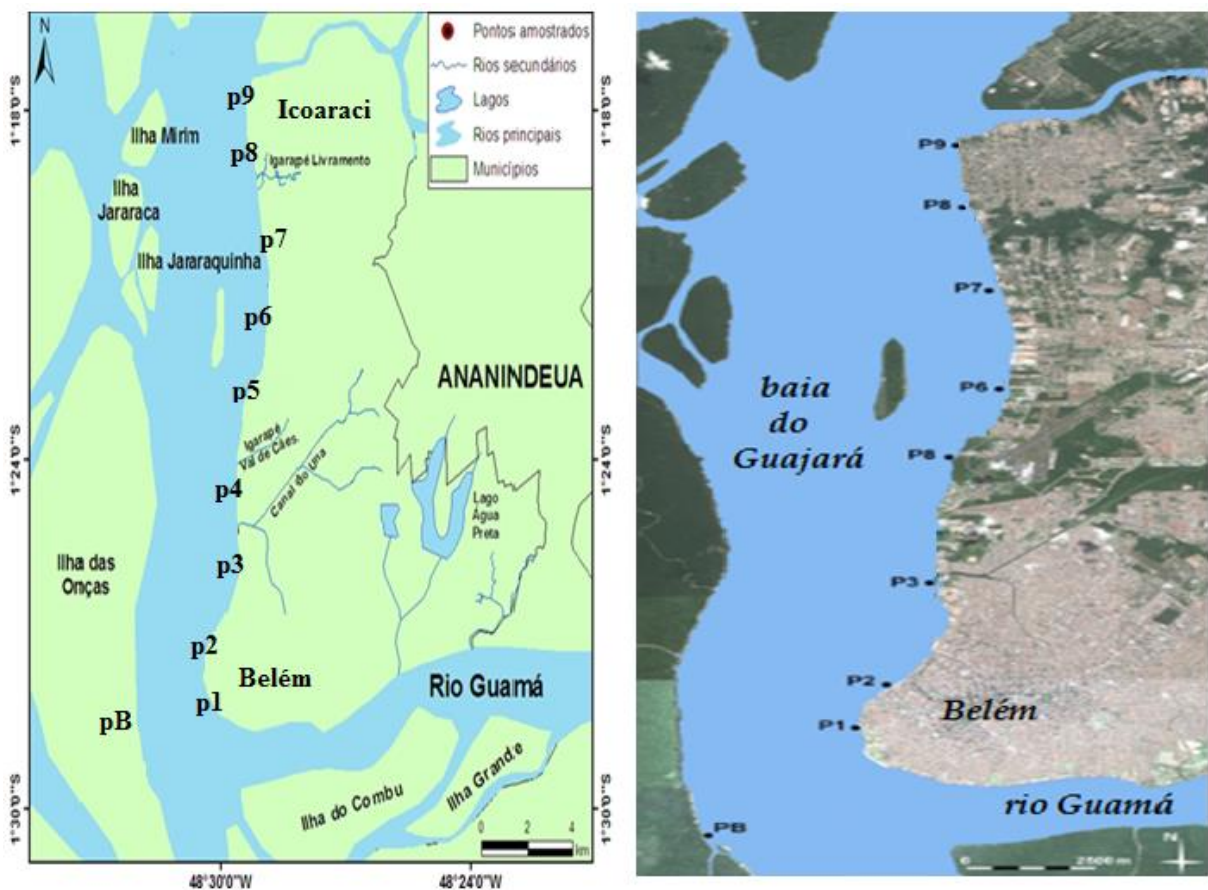 N
Pontos amostrados
Rios secundários
Lagos
Rios principais
Municípios
1°18'0"S
1°24'0"S
1°30'0"S
p9
Icoaraci
Ilha Mirim
p8
Igarapé Livramento
Ilha
Jararaca
p7
Ilha Jararaquinha
p6
p5
ANANINDEUA
Igarapé
Val de Cães.
Canal do Una
p4
Lago
Água
Preta
Ilha das
Onças
p3
p2
Belém
Rio Guamá
p1
pB
Ilha do Combu
Ilha Grande
0 2 4
km
48°30'0"W
48°24'0"W
1°18'0"S
1°24'0"S
1°30'0"S
P9
P8
P7
P6
baia
do
Guajará
P8
P3
P2
Belém
P1
rio Guamá
PB
N
0 2500 m